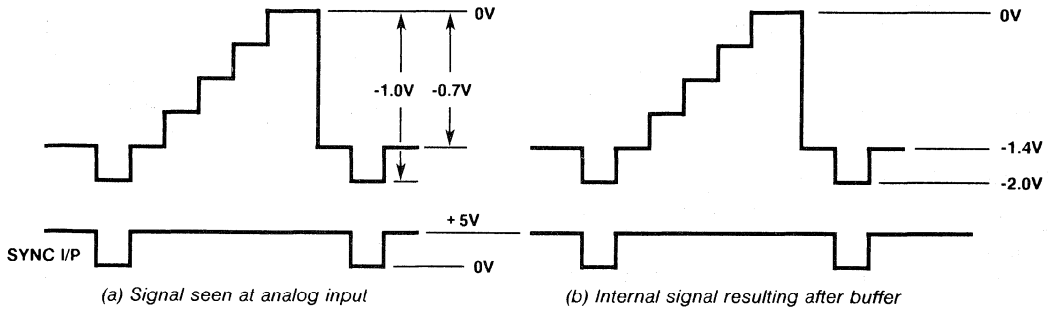 0V
-1.0V
-0.7V
+5V
SYNC I/P
0V
(a) Signal seen at analog input
0V
-1.4V
-2.0V
(b) Internal signal resulting after buffer